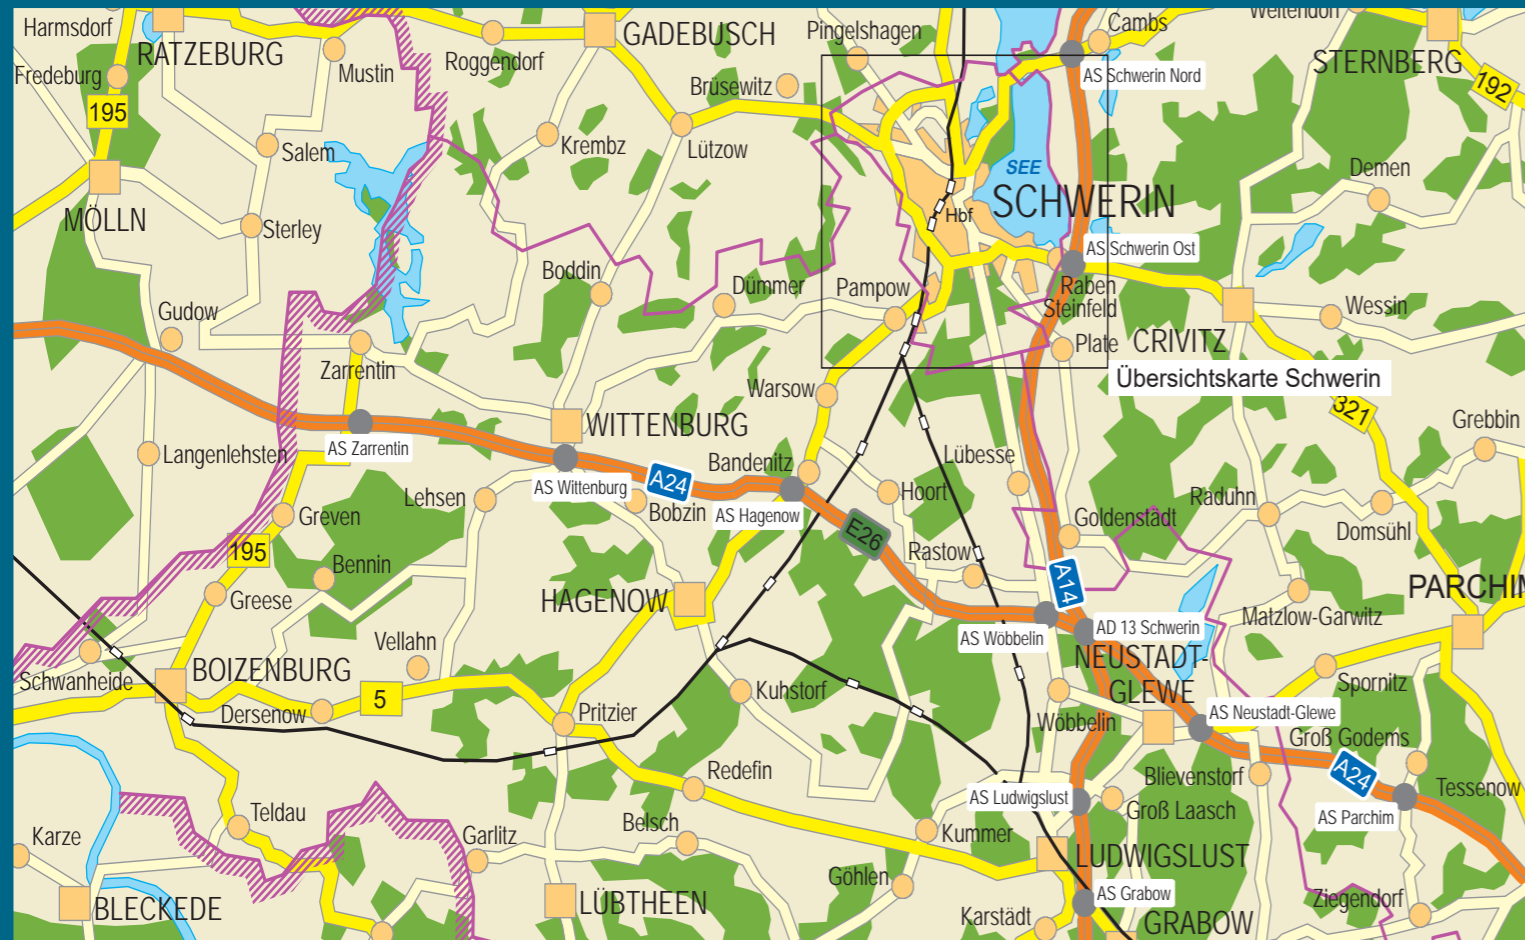 Harmsdorf
RATZEBURG
GADEBUSCH
Pingelshagen
Cambs
STERNBERG
Mustin
Roggendorf
Fredeburg
Brüsewitz
AS Schwerin Nord
192
195
Salem
Krembz
Lützow
SEE
Demen
MÖLLN
SCHWERIN
Hbf
Sterley
AS Schwerin Ost
Boddin
Dümmer
Pampow
Raben
Steinfeld
Gudow
Wessin
Zarrentin
Plate
CRIVITZ
Übersichtskarte Schwerin
Warsow
321
WITTENBURG
Grebbin
AS Zarrentin
Langenlehsten
Bandenitz
Lübesse
A24
AS Wittenburg
Lehsen
Bobzin
AS Hagenow
Hoort
Raduhn
Domsühl
Greven
E26
Goldenstädt
195
Rastow
Bennin
A14
Greese
HAGENOW
PARCHIM
Matzlow-Garwitz
AS Wöbbelin
AD 13 Schwerin
Vellahn
NEUSTADT-
GLEWE
BOIZENBURG
Schwanheide
Kuhstorf
Spornitz
5
Dersenow
Pritzier
Wöbbelin
AS Neustadt-Glewe
Groß Godems
Redefin
Blievenstorf
A24
Tessenow
AS Ludwigslust
Groß Laasch
AS Parchim
Teldau
Karze
Garlitz
Belsch
Kummer
LUDWIGSLUST
Göhlen
AS Grabow
Ziegendorf
BLECKEDE
LÜBTHEEN
Karstädt
GRABOW